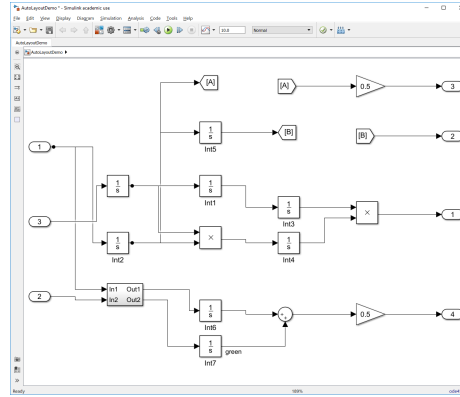 AutoLayoutDemo * - Simulink academic use
File Edit View Display Diagram Simulation Analysis Code Tools Help
10.0 Normal
AutoLayoutDemo
AutoLayoutDemo
[A] [A] 0.5 3
1/s Int5 [B] [B] 2
1
1/s 1/s Int1
1/s Int3 × 1
3
1/s Int2 × 1/s Int4
2 In1 Out1
In2 Out2
1/s Int6 + + 0.5 4
1/s Int7 green
Ready 100% ode4